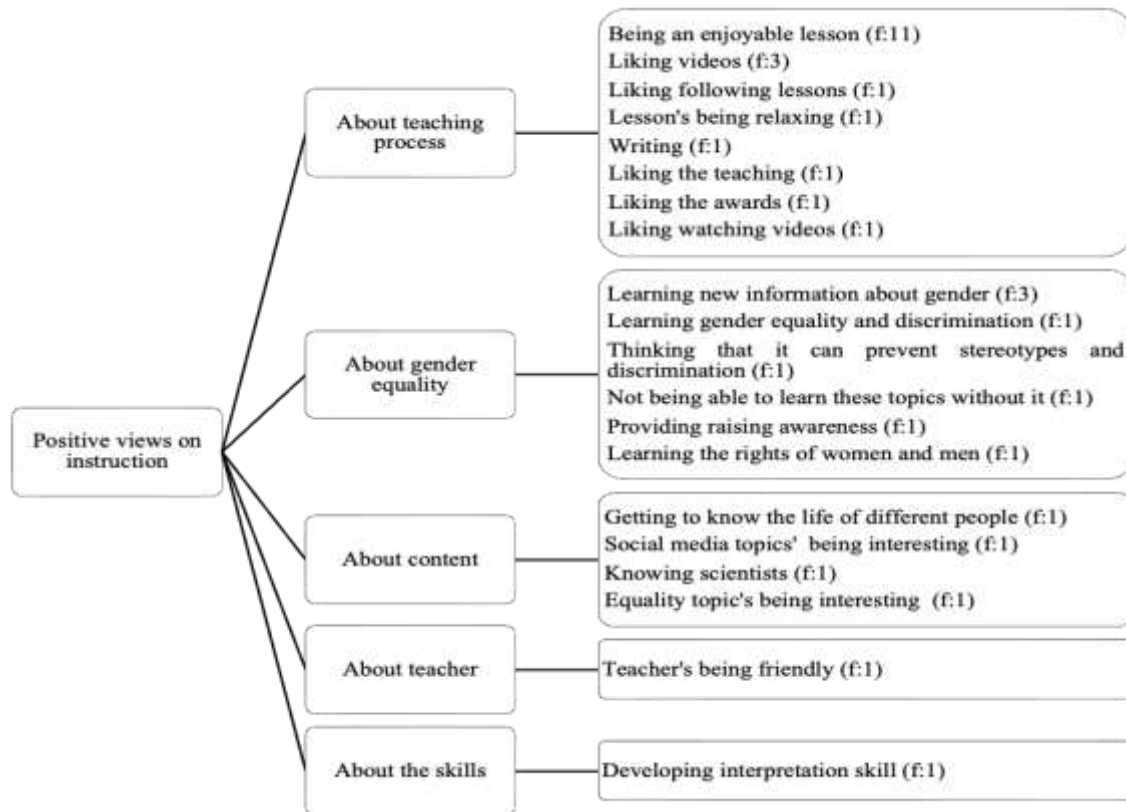 Positive views on
instruction
About teaching
process
Being an enjoyable lesson (f:11)
Liking videos (f:3)
Liking following lessons (f:1)
Lesson's being relaxing (f:1)
Writing (f:1)
Liking the teaching (f:1)
Liking the awards (f:1)
Liking watching videos (f:1)
About gender
equality
Learning new information about gender (f:3)
Learning gender equality and discrimination (f:1)
Thinking that it can prevent stereotypes and
discrimination (f:1)
Not being able to learn these topics without it (f:1)
Providing raising awareness (f:1)
Learning the rights of women and men (f:1)
About content
Getting to know the life of different people (f:1)
Social media topics' being interesting (f:1)
Knowing scientists (f:1)
Equality topic's being interesting (f:1)
About teacher
Teacher's being friendly (f:1)
About the skills
Developing interpretation skill (f:1)